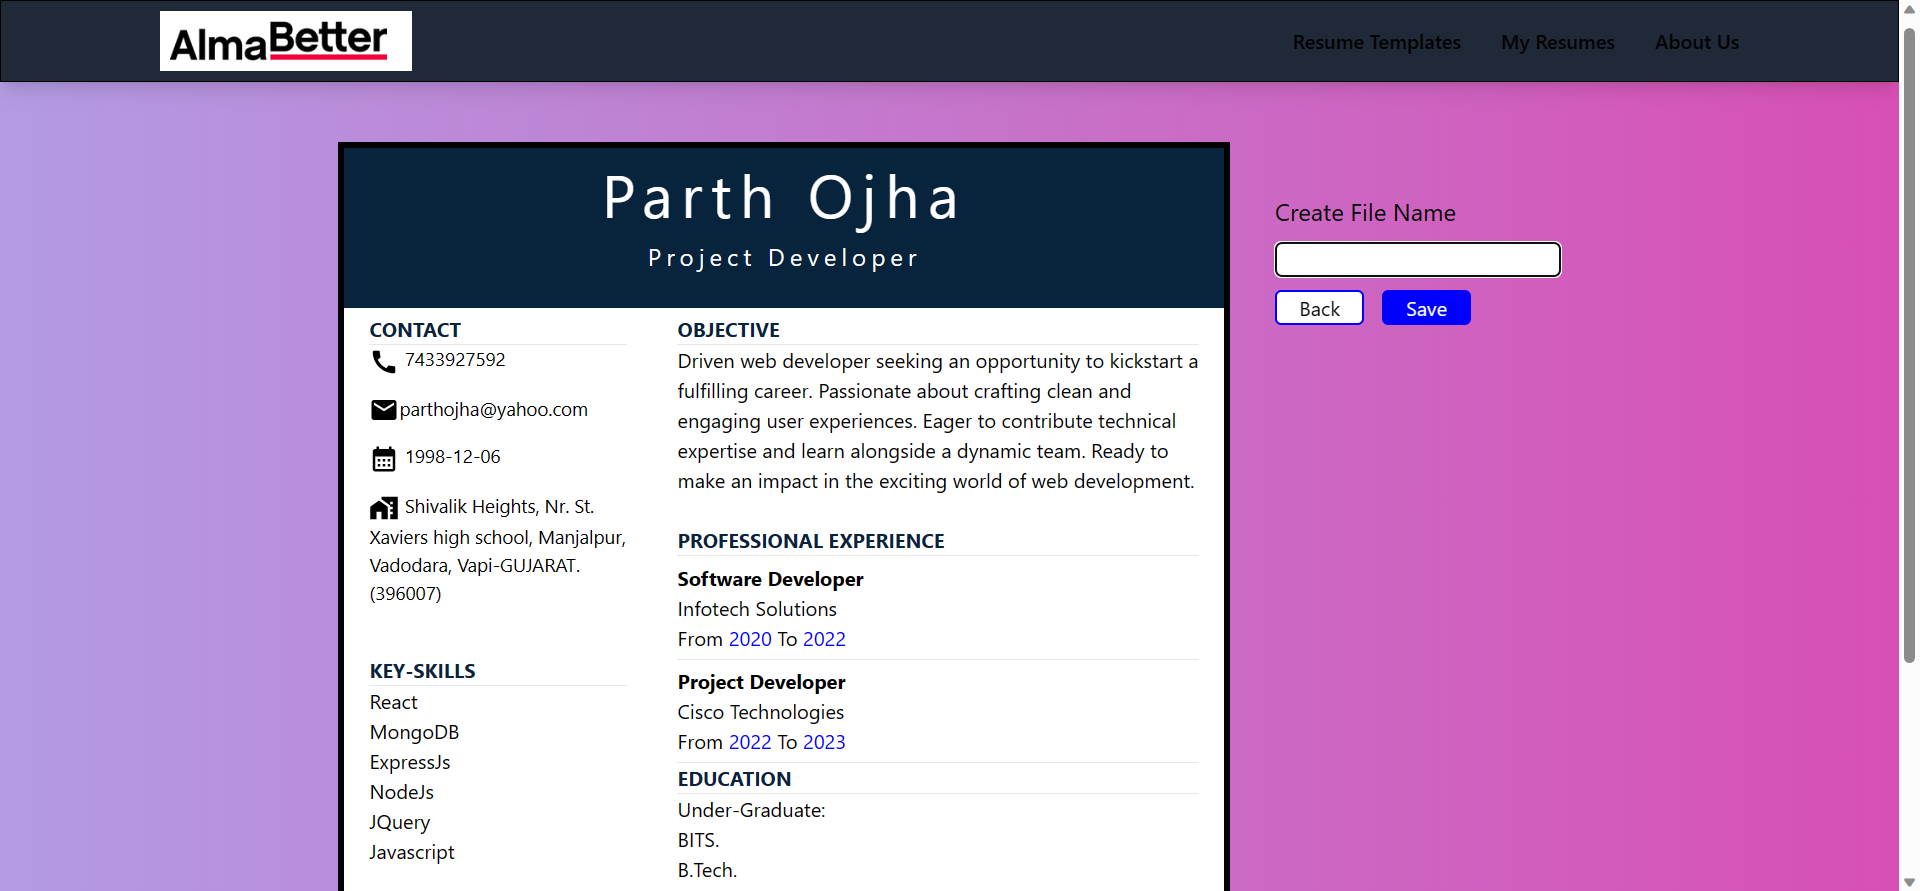 AlmaBetter
Resume Templates
My Resumes
About Us
Parth Ojha
Project Developer
CONTACT
7433927592
parthojha@yahoo.com
1998-12-06
Shivalik Heights, Nr. St.
Xaviers high school, Manjalpur,
Vadodara, Vapi-GUJARAT.
(396007)
KEY-SKILLS
React
MongoDB
ExpressJs
NodeJs
JQuery
Javascript
OBJECTIVE
Driven web developer seeking an opportunity to kickstart a
fulfilling career. Passionate about crafting clean and
engaging user experiences. Eager to contribute technical
expertise and learn alongside a dynamic team. Ready to
make an impact in the exciting world of web development.
PROFESSIONAL EXPERIENCE
Software Developer
Infotech Solutions
From 2020 To 2022
Project Developer
Cisco Technologies
From 2022 To 2023
EDUCATION
Under-Graduate:
BITS.
B.Tech.
Create File Name
Back
Save